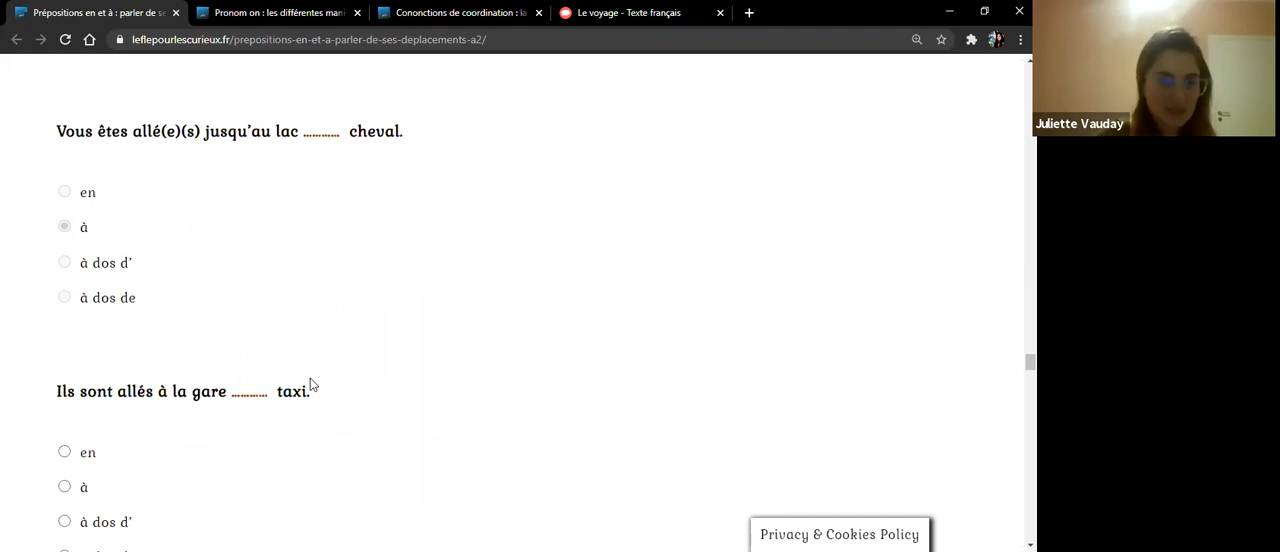 Prépositions en et à : parler de se
Pronom on : les différentes mani
Cononctions de coordination : la
Le voyage - Texte français
leflepourlescurieux.fr/prepositions-en-et-a-parler-de-ses-deplacements-a2/
Juliette Vauday
Vous êtes allé(e)(s) jusqu'au lac ............ cheval.
en
à
à dos d'
à dos de
Ils sont allés à la gare ............ taxi.
en
à
à dos d'
Privacy & Cookies Policy